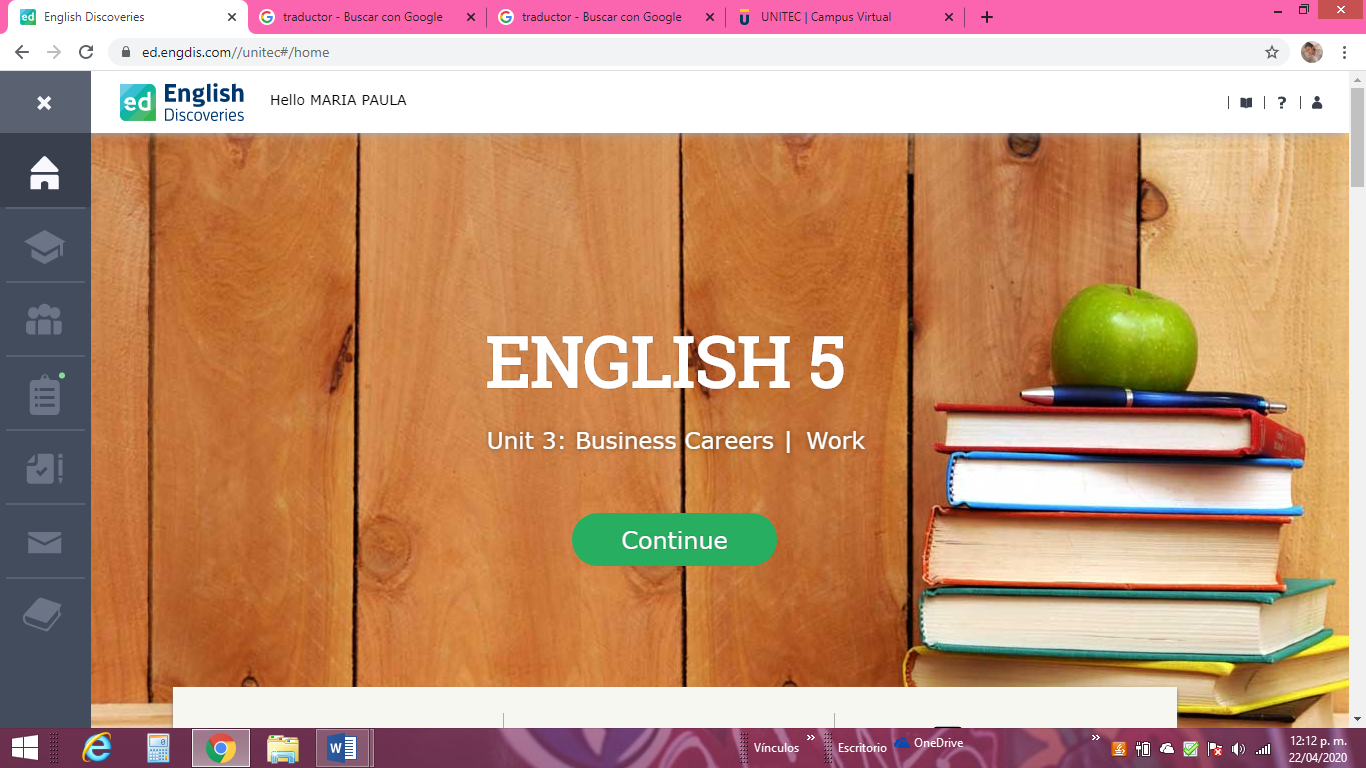 English Discoveries
traductor - Buscar con Google
traductor - Buscar con Google
UNITEC | Campus Virtual
ed.engdis.com//unitec#/home
ed
English
Discoveries
Hello MARIA PAULA
?
ENGLISH 5
Unit 3: Business Careers | Work
Continue
Vínculos
Escritorio
OneDrive
12:12 p. m.
22/04/2020